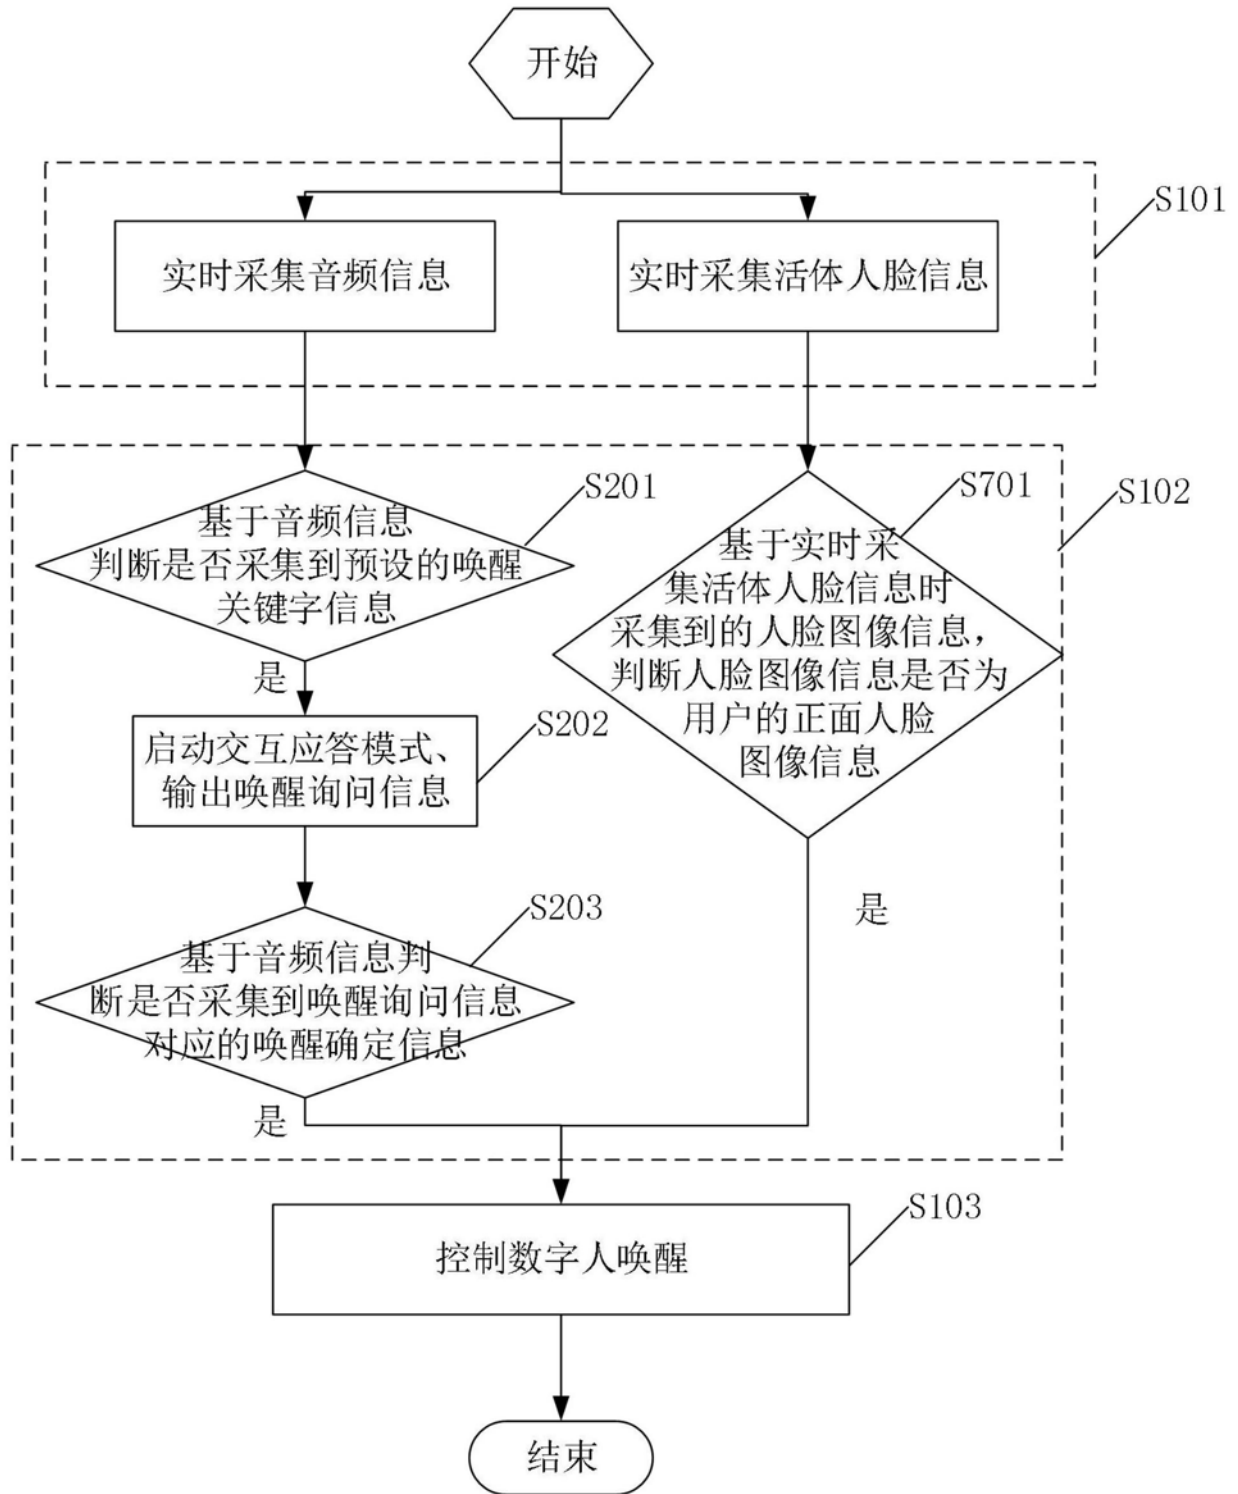 开始
S101
实时采集音频信息
实时采集活体人脸信息
S102
S201
基于音频信息
判断是否采集到预设的唤醒
关键字信息
是
S202
启动交互应答模式、
输出唤醒询问信息
S203
基于音频信息判
断是否采集到唤醒询问信息
对应的唤醒确定信息
是
S701
基于实时采
集活体人脸信息时
采集到的人脸图像信息，
判断人脸图像信息是否为
用户的正面人脸
图像信息
是
S103
控制数字人唤醒
结束